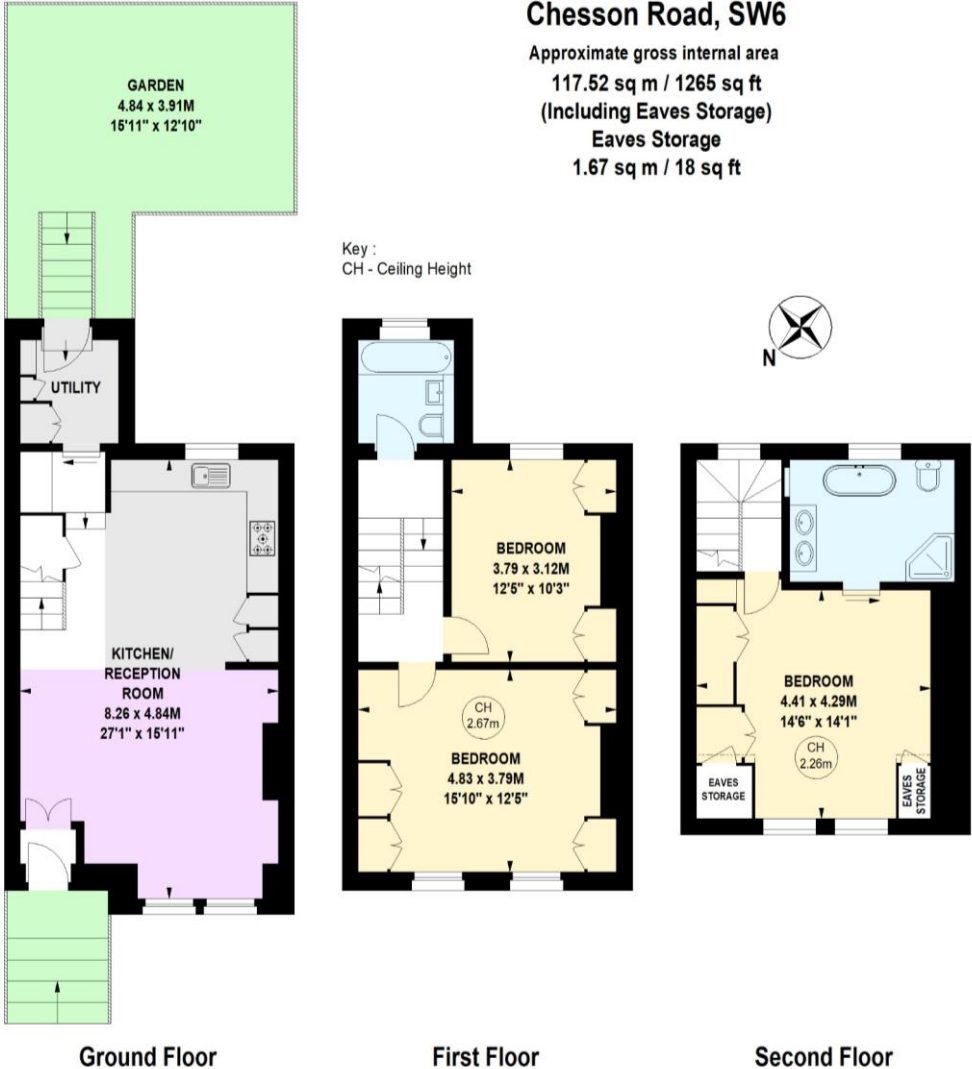 Chesson Road, SW6
Approximate gross internal area
117.52 sq m / 1265 sq ft
(Including Eaves Storage)
Eaves Storage
1.67 sq m / 18 sq ft
GARDEN
4.84 x 3.91M
15'11" x 12'10"
Key :
CH - Ceiling Height
N
UTILITY
KITCHEN/
RECEPTION
ROOM
8.26 x 4.84M
27'1" x 15'11"
BEDROOM
3.79 x 3.12M
12'5" x 10'3"
CH
2.67m
BEDROOM
4.83 x 3.79M
15'10" x 12'5"
BEDROOM
4.41 x 4.29M
14'6" x 14'1"
CH
2.26m
EAVES
STORAGE
EAVES
STORAGE
Ground Floor
First Floor
Second Floor